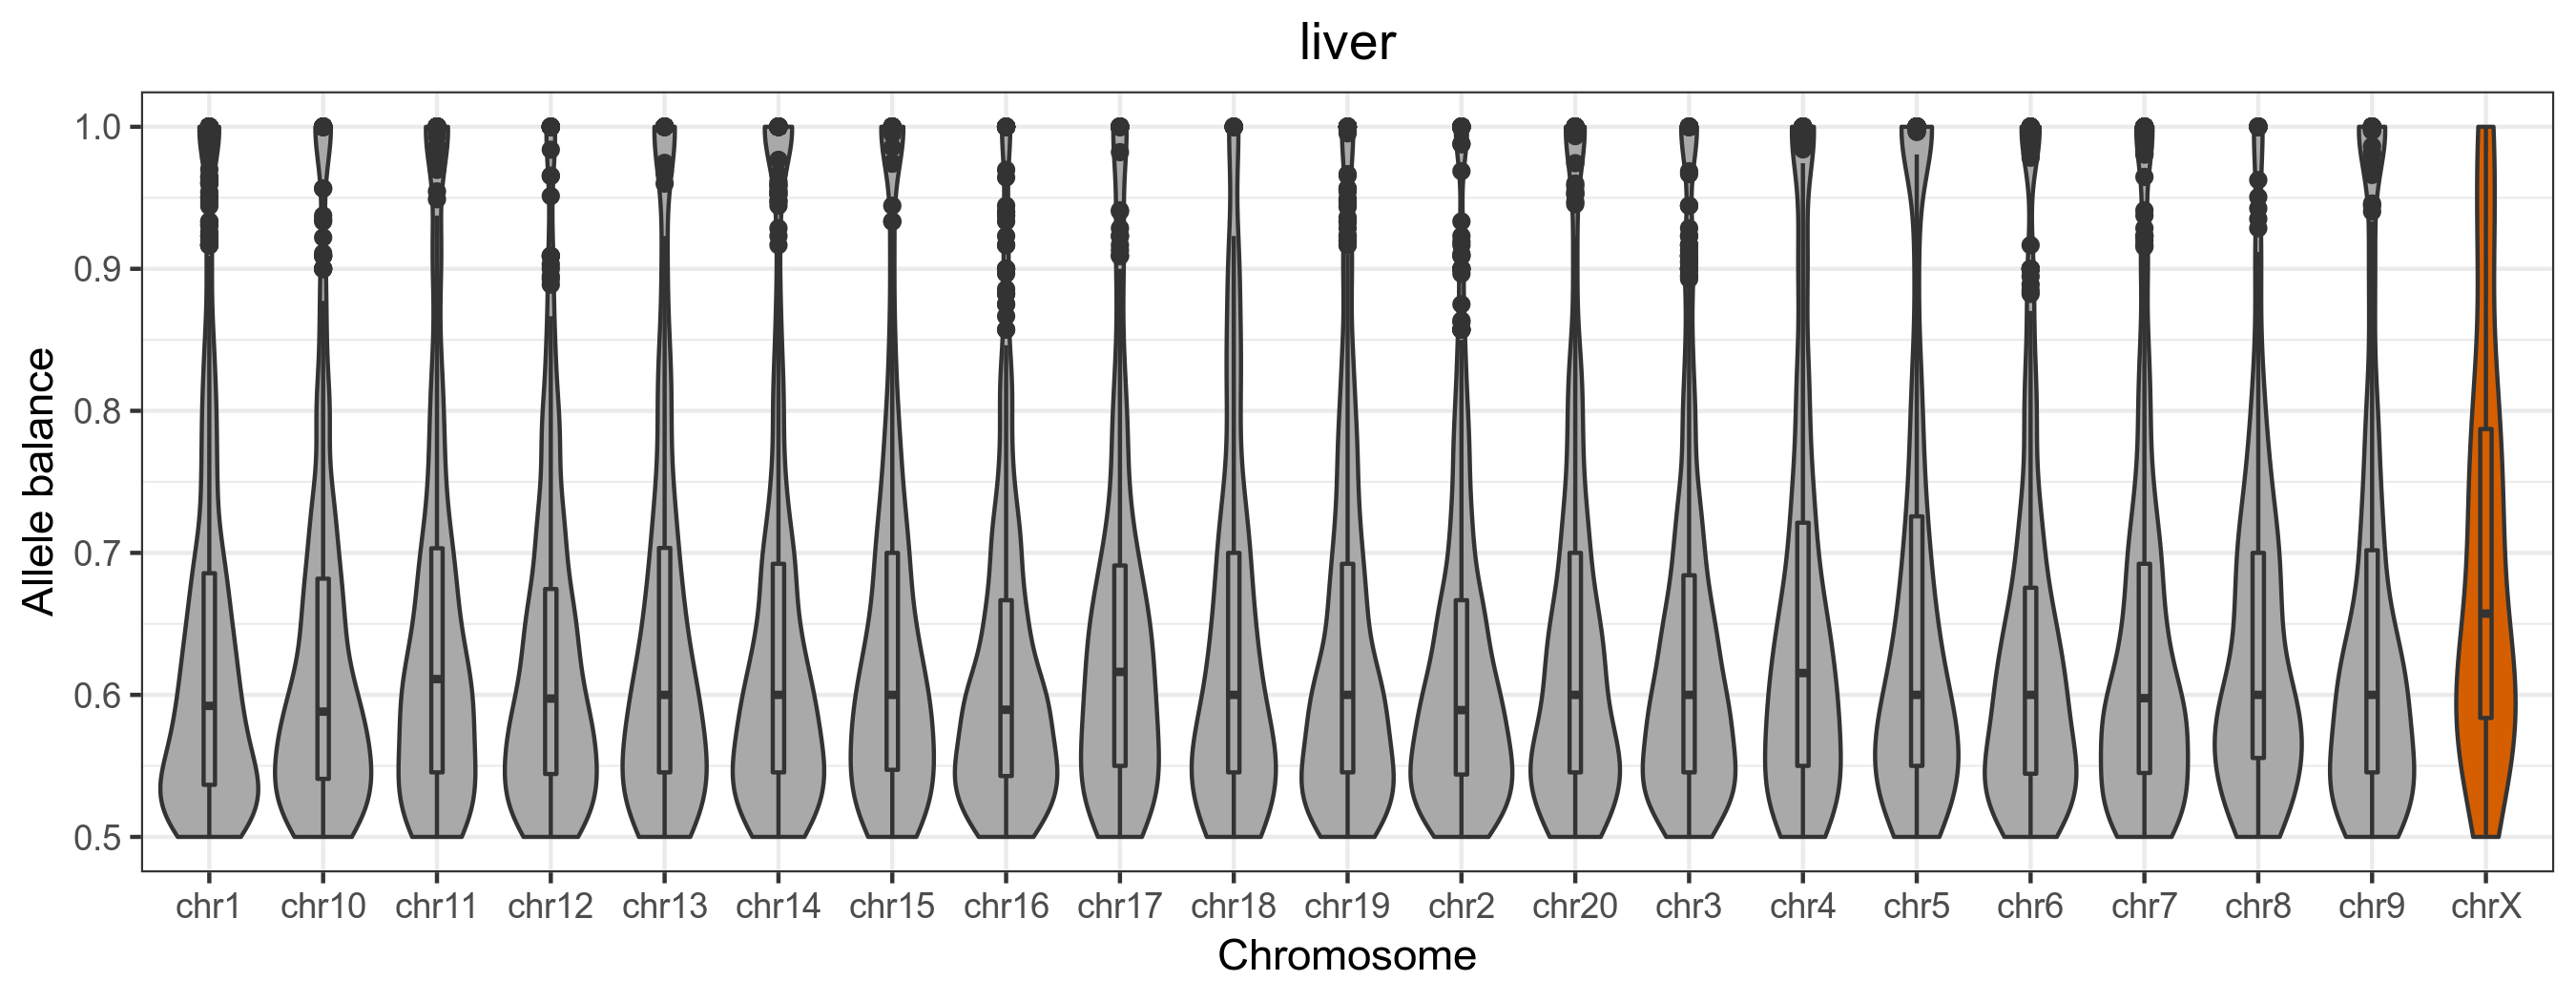 liver
Allele balance
1.0
0.9
0.8
0.7
0.6
0.5
chr1 chr10 chr11 chr12 chr13 chr14 chr15 chr16 chr17 chr18 chr19 chr2 chr20 chr3 chr4 chr5 chr6 chr7 chr8 chr9 chrX
Chromosome